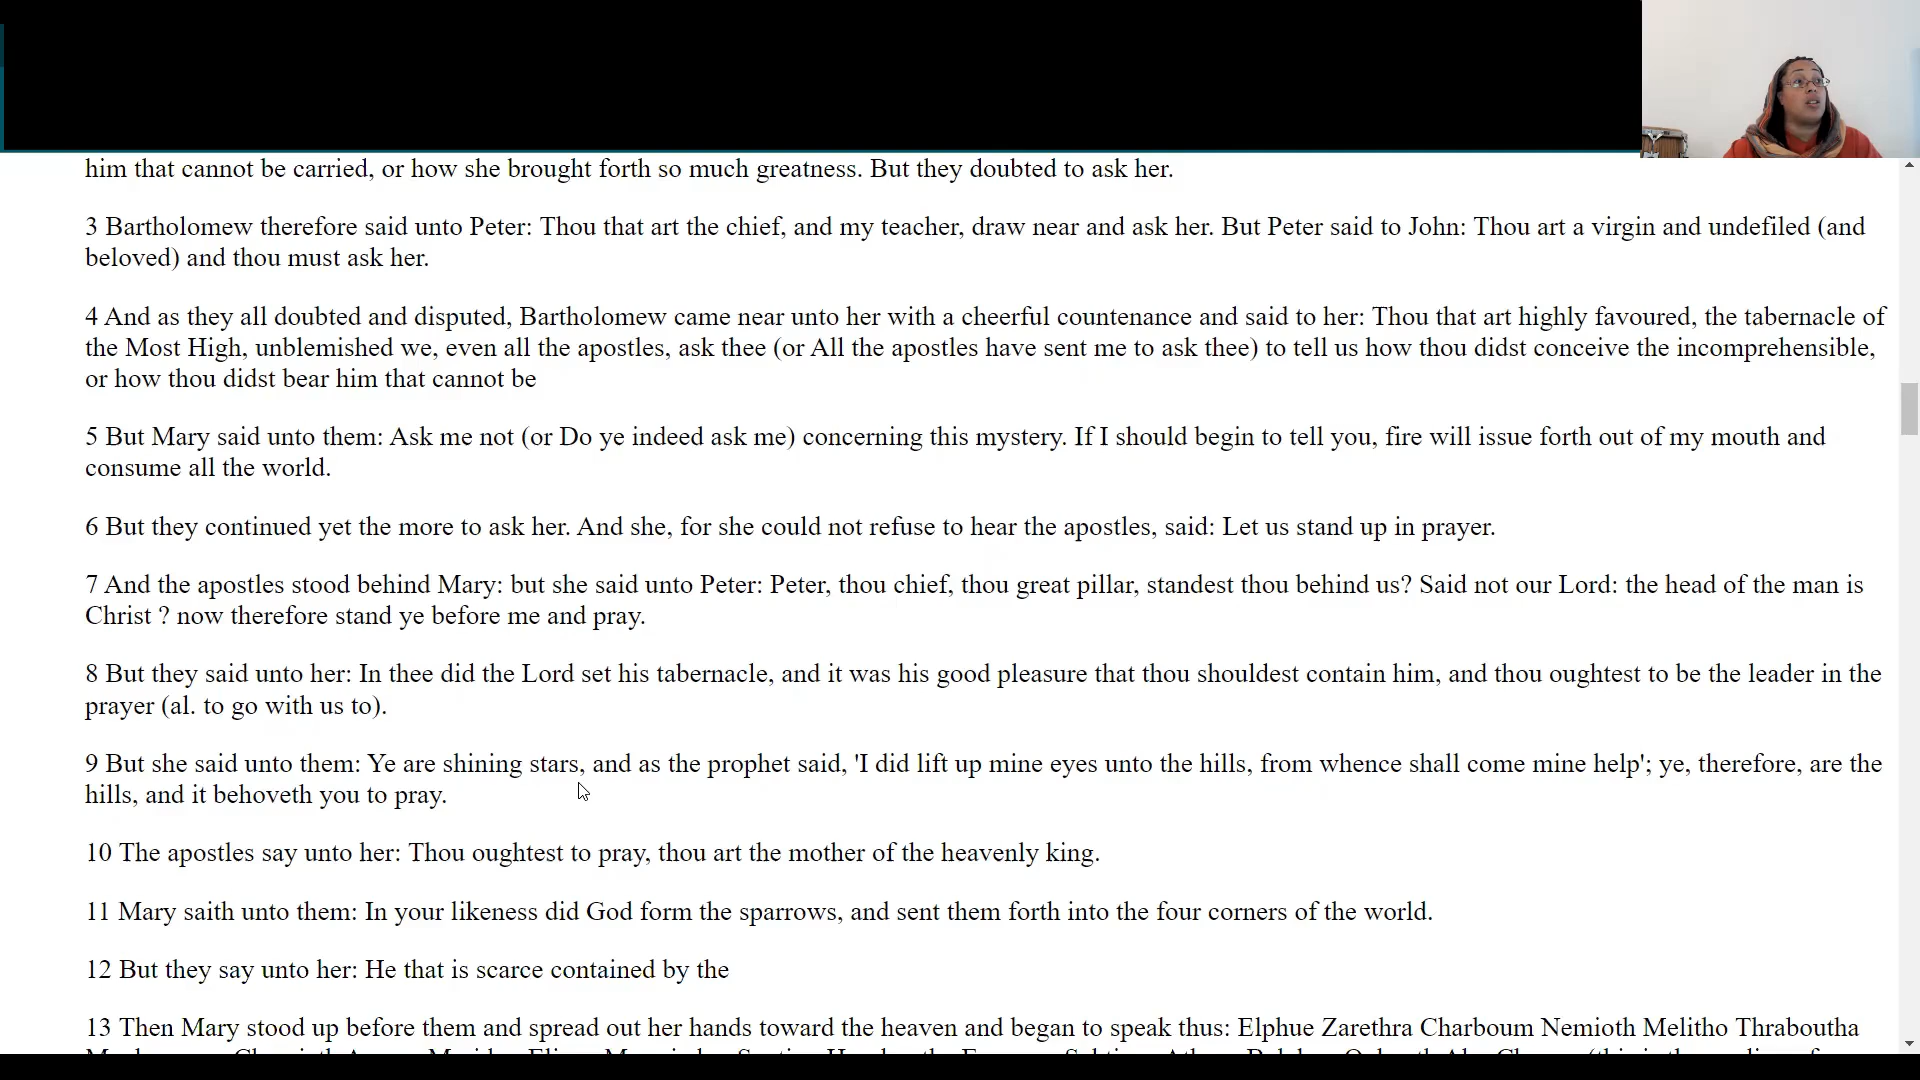 him that cannot be carried, or how she brought forth so much greatness. But they doubted to ask her.
3 Bartholomew therefore said unto Peter: Thou that art the chief, and my teacher, draw near and ask her. But Peter said to John: Thou art a virgin and undefiled (and
beloved) and thou must ask her.
4 And as they all doubted and disputed, Bartholomew came near unto her with a cheerful countenance and said to her: Thou that art highly favoured, the tabernacle of
the Most High, unblemished we, even all the apostles, ask thee (or All the apostles have sent me to ask thee) to tell us how thou didst conceive the incomprehensible,
or how thou didst bear him that cannot be
5 But Mary said unto them: Ask me not (or Do ye indeed ask me) concerning this mystery. If I should begin to tell you, fire will issue forth out of my mouth and
consume all the world.
6 But they continued yet the more to ask her. And she, for she could not refuse to hear the apostles, said: Let us stand up in prayer.
7 And the apostles stood behind Mary: but she said unto Peter: Peter, thou chief, thou great pillar, standest thou behind us? Said not our Lord: the head of the man is
Christ ? now therefore stand ye before me and pray.
8 But they said unto her: In thee did the Lord set his tabernacle, and it was his good pleasure that thou shouldest contain him, and thou oughtest to be the leader in the
prayer (al. to go with us to).
9 But she said unto them: Ye are shining stars, and as the prophet said, 'I did lift up mine eyes unto the hills, from whence shall come mine help'; ye, therefore, are the
hills, and it behoveth you to pray.
10 The apostles say unto her: Thou oughtest to pray, thou art the mother of the heavenly king.
11 Mary saith unto them: In your likeness did God form the sparrows, and sent them forth into the four corners of the world.
12 But they say unto her: He that is scarce contained by the
13 Then Mary stood up before them and spread out her hands toward the heaven and began to speak thus: Elphue Zarethra Charboum Nemioth Melitho Thraboutha